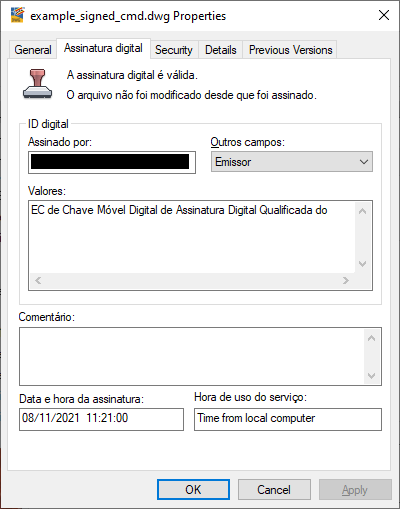 example_signed_cmd.dwg Properties
General
Assinatura digital
Security
Details
Previous Versions
A assinatura digital é válida.
O arquivo não foi modificado desde que foi assinado.
ID digital
Assinado por:
Outros campos:
Emissor
Valores:
EC de Chave Móvel Digital de Assinatura Digital Qualificada do
Comentário:
Data e hora da assinatura:
Hora de uso do serviço:
08/11/2021 11:21:00
Time from local computer
OK
Cancel
Apply